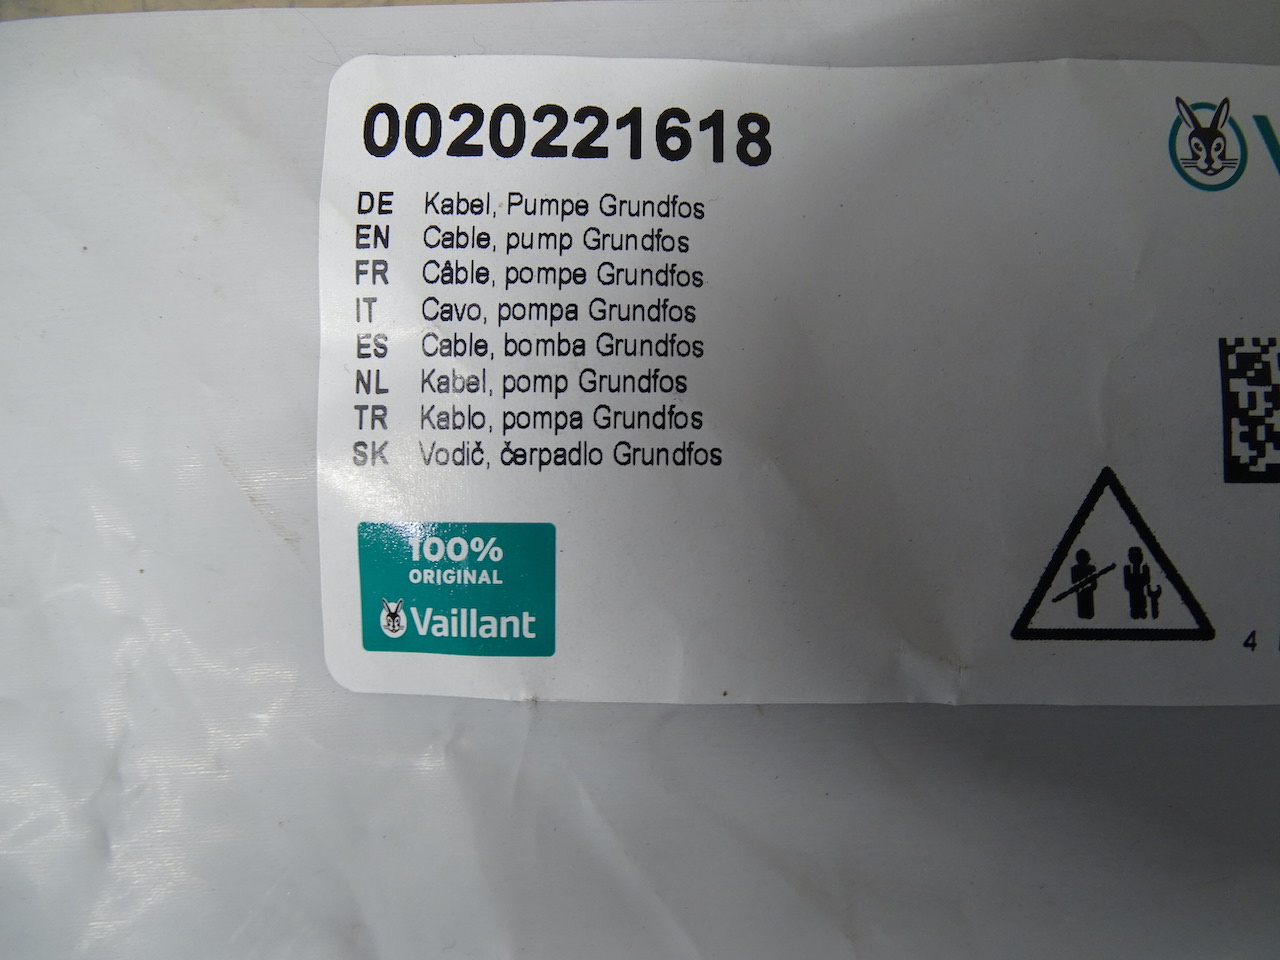 0020221618
DE Kabel, Pumpe Grundfos
EN Cable, pump Grundfos
FR Câble, pompe Grundfos
IT Cavo, pompa Grundfos
ES Cable, bomba Grundfos
NL Kabel, pomp Grundfos
TR Kablo, pompa Grundfos
SK Vodič, čerpadlo Grundfos
100%
ORIGINAL
Vaillant
4